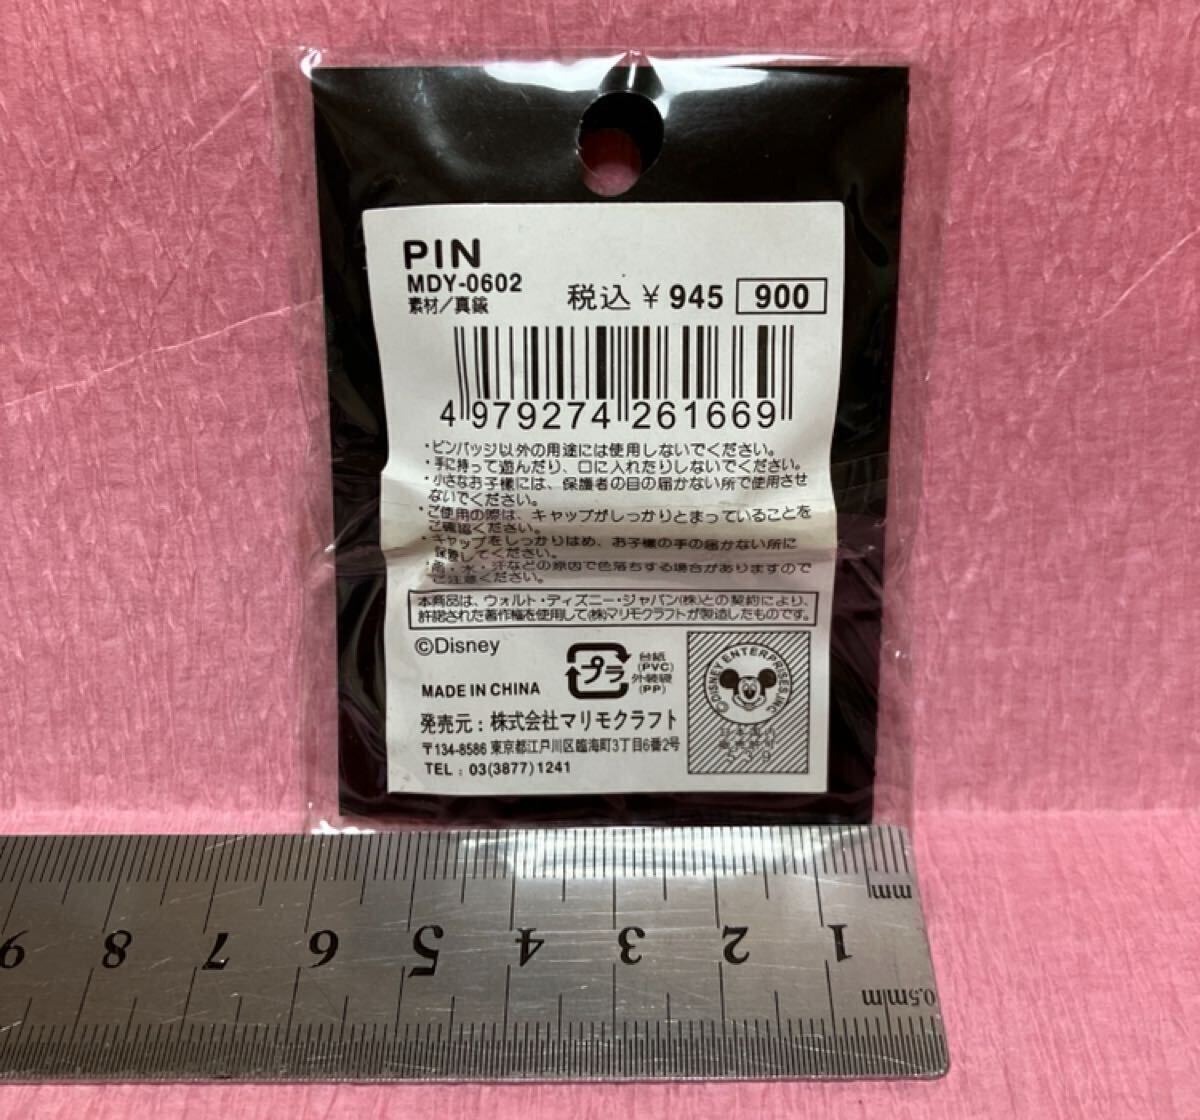 PIN
MDY-0602
素材/真鍮
税込 ¥ 945 900
4 979274 261669
・ピンバッジ以外の用途には使用しないでください。
・手に持って遊んだり、口に入れたりしないでください。
・小さなお子様には、保護者の目の届かない所で使用させ
ないでください。
・ご使用の際は、キャップがしっかりとまっていることを
ご確認ください。
・キャップをしっかりはめ、お子様の手の届かない所に
保管してください。
・雨・水・汗などの原因で色落ちする場合がありますので
ご注意ください。
本商品は、ウォルト・ディズニー・ジャパン(株)との契約により、
許諾された著作権を使用して(株)マリモクラフトが製造したものです。
©Disney
プラ
台紙
(PVC)
外装袋
(PP)
©DISNEY ENTERPRISES,INC.
MADE IN CHINA
発売元：株式会社マリモクラフト
〒134-8586 東京都江戸川区臨海町3丁目6番2号
TEL：03(3877)1241
mm
9 8 7 6 5 4 3 2 1
0.5mm